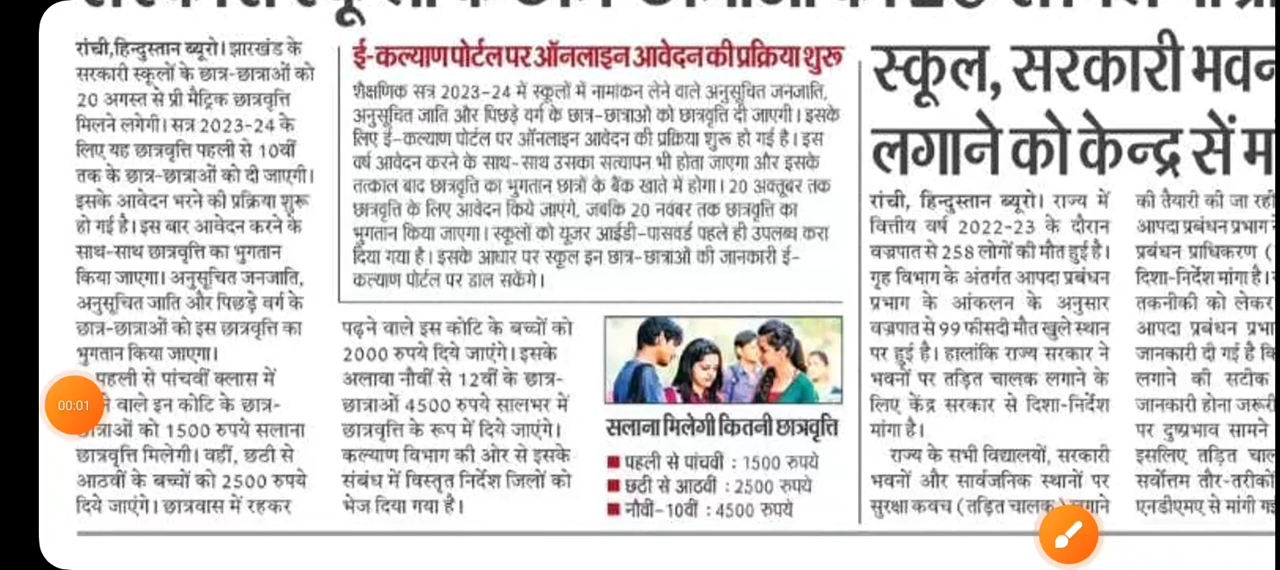 रांची,हिन्दुस्तान ब्यूरो। झारखंड के
सरकारी स्कूलों के छात्र-छात्राओं को
20 अगस्त से प्री मैट्रिक छात्रवृत्ति
मिलने लगेगी। सत्र 2023-24 के
लिए यह छात्रवृत्ति पहली से 10वीं
तक के छात्र-छात्राओं को दी जाएगी।
इसके आवेदन भरने की प्रक्रिया शुरू
हो गई है। इस बार आवेदन करने के
साथ-साथ छात्रवृत्ति का भुगतान
किया जाएगा। अनुसूचित जनजाति,
अनुसूचित जाति और पिछड़े वर्ग के
छात्र-छात्राओं को इस छात्रवृत्ति का
भुगतान किया जाएगा।
पहली से पांचवीं क्लास में
वाले इन कोटि के छात्र-
छात्राओं को 1500 रुपये सलाना
छात्रवृत्ति मिलेगी। वहीं, छठी से
आठवीं के बच्चों को 2500 रुपये
दिये जाएंगे। छात्रवास में रहकर
ई-कल्याण पोर्टल पर ऑनलाइन आवेदन की प्रक्रिया शुरू
शैक्षणिक सत्र 2023-24 में स्कूलों में नामांकन लेने वाले अनुसूचित जनजाति,
अनुसूचित जाति और पिछड़े वर्ग के छात्र-छात्राओं को छात्रवृति दी जाएगी। इसके
लिए ई-कल्याण पोर्टल पर ऑनलाइन आवेदन की प्रक्रिया शुरू हो गई है। इस
वर्ष आवेदन करने के साथ-साथ उसका सत्यापन भी होता जाएगा और इसके
तत्काल बाद छात्रवृति का भुगतान छात्रों के बैंक खाते में होगा। 20 अक्तूबर तक
छात्रवृति के लिए आवेदन किये जाएंगे, जबकि 20 नवंबर तक छात्रवृति का
भुगतान किया जाएगा। स्कूलों को यूजर आईडी-पासवर्ड पहले ही उपलब्ध करा
दिया गया है। इसके आधार पर स्कूल इन छात्र-छात्राओं की जानकारी ई-
कल्याण पोर्टल पर डाल सकेंगे।
पढ़ने वाले इस कोटि के बच्चों को
2000 रुपये दिये जाएंगे। इसके
अलावा नौवीं से 12वीं के छात्र-
छात्राओं 4500 रुपये सालभर में
छात्रवृत्ति के रूप में दिये जाएंगे।
कल्याण विभाग की ओर से इसके
संबंध में विस्तृत निर्देश जिलों को
भेज दिया गया है।
सलाना मिलेगी कितनी छात्रवृत्ति
पहली से पांचवीं : 1500 रुपये
छठी से आठवीं : 2500 रुपये
नौवीं-10वीं : 4500 रुपये
स्कूल, सरकारी भवन
लगाने को केन्द्र सें म
रांची, हिन्दुस्तान ब्यूरो। राज्य में
वित्तीय वर्ष 2022-23 के दौरान
वज्रपात से 258 लोगों की मौत हुई है।
गृह विभाग के अंतर्गत आपदा प्रबंधन
प्रभाग के आंकलन के अनुसार
वज्रपात से 99 फीसदी मौत खुले स्थान
पर हुई है। हालांकि राज्य सरकार ने
भवनों पर तड़ित चालक लगाने के
लिए केंद्र सरकार से दिशा-निर्देश
मांगा है।
राज्य के सभी विद्यालयों, सरकारी
भवनों और सार्वजनिक स्थानों पर
सुरक्षा कवच (तड़ित चालक) लगाने
की तैयारी की जा रही
आपदा प्रबंधन प्रभाग
प्रबंधन प्राधिकरण (
दिशा-निर्देश मांगा है।
तकनीकी को लेकर
आपदा प्रबंधन प्रभा
जानकारी दी गई है कि
लगाने की सटीक
जानकारी होना जरूरी
पर दुष्प्रभाव सामने
इसलिए तड़ित चाल
सर्वोत्तम तौर-तरीकों
एनडीएमए से मांगी गई
00:01